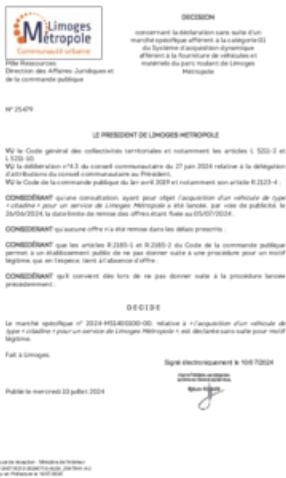 Limoges
Métropole
Communauté urbaine
Pôle Ressources
Direction des Affaires Juridiques et
de la commande publique
DECISION
concernant la déclaration sans suite d'un
marché spécifique afférent à la catégorie 01
du Système d'acquisition dynamique
afférent à la fourniture de véhicules et
matériels du parc roulant de Limoges
Métropole
N° 25479
LE PRESIDENT DE LIMOGES METROPOLE
VU le Code général des collectivités territoriales et notamment les articles L 5211-2 et
L 5211-10;
VU la délibération n°4.3 du conseil communautaire du 27 juin 2024 relative à la délégation
d'attributions du conseil communautaire au Président.
VU le Code de la commande publique du 1er avril 2019 et notamment son article R.2123-4 ;
CONSIDÉRANT qu'une consultation, ayant pour objet l'acquisition d'un véhicule de type
« citadine » pour un service de Limoges Métropole a été lancée, par voie de publicité, le
26/06/2024, la date limite de remise des offres étant fixée au 05/07/2024 ;
CONSIDERANT qu'aucune offre n'a été remise dans les délais prescrits ;
CONSIDÉRANT que les articles R.2185-1 et R.2185-2 du Code de la commande publique
permet à un établissement public de ne pas donner suite à une procédure pour un motif
légitime qui, en l'espèce, tient à l'absence d'offre ;
CONSIDÉRANT qu'il convient dès lors de ne pas donner suite à la procédure lancée
précédemment ;
D E C I D E
Le marché spécifique n° 2024-MS1400100-00, relative à « l'acquisition d'un véhicule de
type « citadine » pour un service de Limoges Métropole » est déclarée sans suite pour motif
légitime.
Fait à Limoges,
Signé électroniquement le 10/07/2024
Publié le mercredi 10 juillet 2024